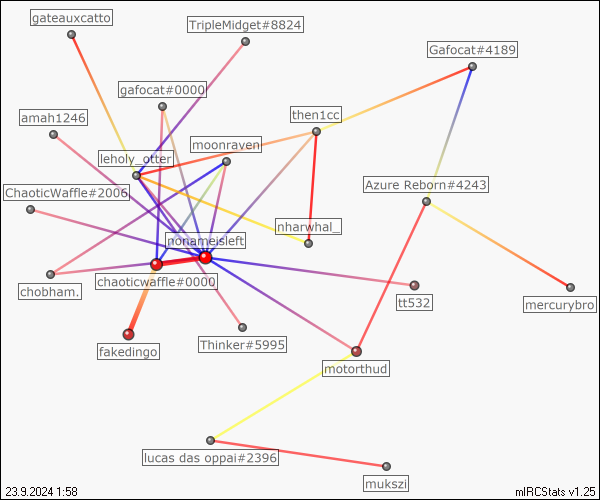 gateauxcatto
TripleMidget#8824
Gafocat#4189
gafocat#0000
amah1246
then1cc
moonraven
leholy_otter
ChaoticWaffle#2006
Azure Reborn#4243
nharwhal_
nonameisleft
chobham.
chaoticwaffle#0000
tt532
mercurybro
fakedingo
Thinker#5995
motorthud
lucas das oppai#2396
mukszi
23.9.2024 1:58
mIRCStats v1.25